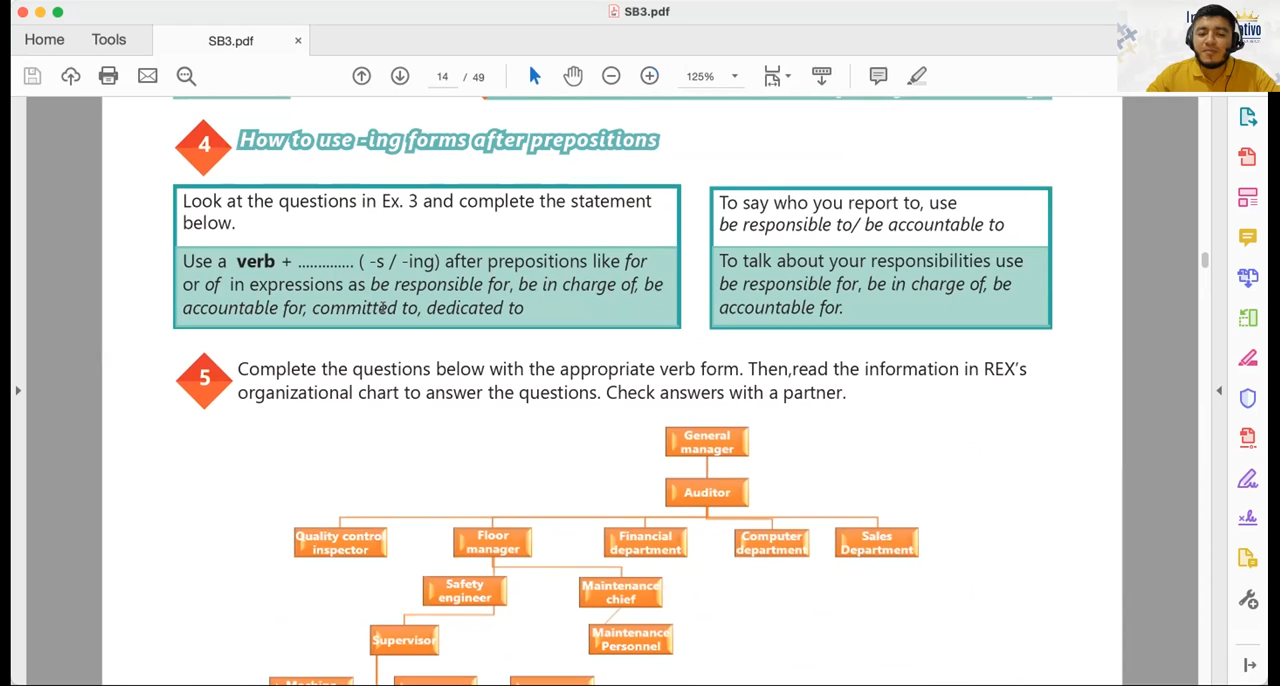 SB3.pdf
Home
Tools
SB3.pdf
×
14
/ 49
125%
4
How to use -ing forms after prepositions
Look at the questions in Ex. 3 and complete the statement
below.
Use a verb + .............. ( -s / -ing) after prepositions like for
or of in expressions as be responsible for, be in charge of, be
accountable for, committed to, dedicated to
To say who you report to, use
be responsible to/ be accountable to
To talk about your responsibilities use
be responsible for, be in charge of, be
accountable for.
5
Complete the questions below with the appropriate verb form. Then,read the information in REX's
organizational chart to answer the questions. Check answers with a partner.
General
manager
Auditor
Quality control
inspector
Floor
manager
Financial
department
Computer
department
Sales
Department
Safety
engineer
Maintenance
chief
Supervisor
Maintenance
Personnel